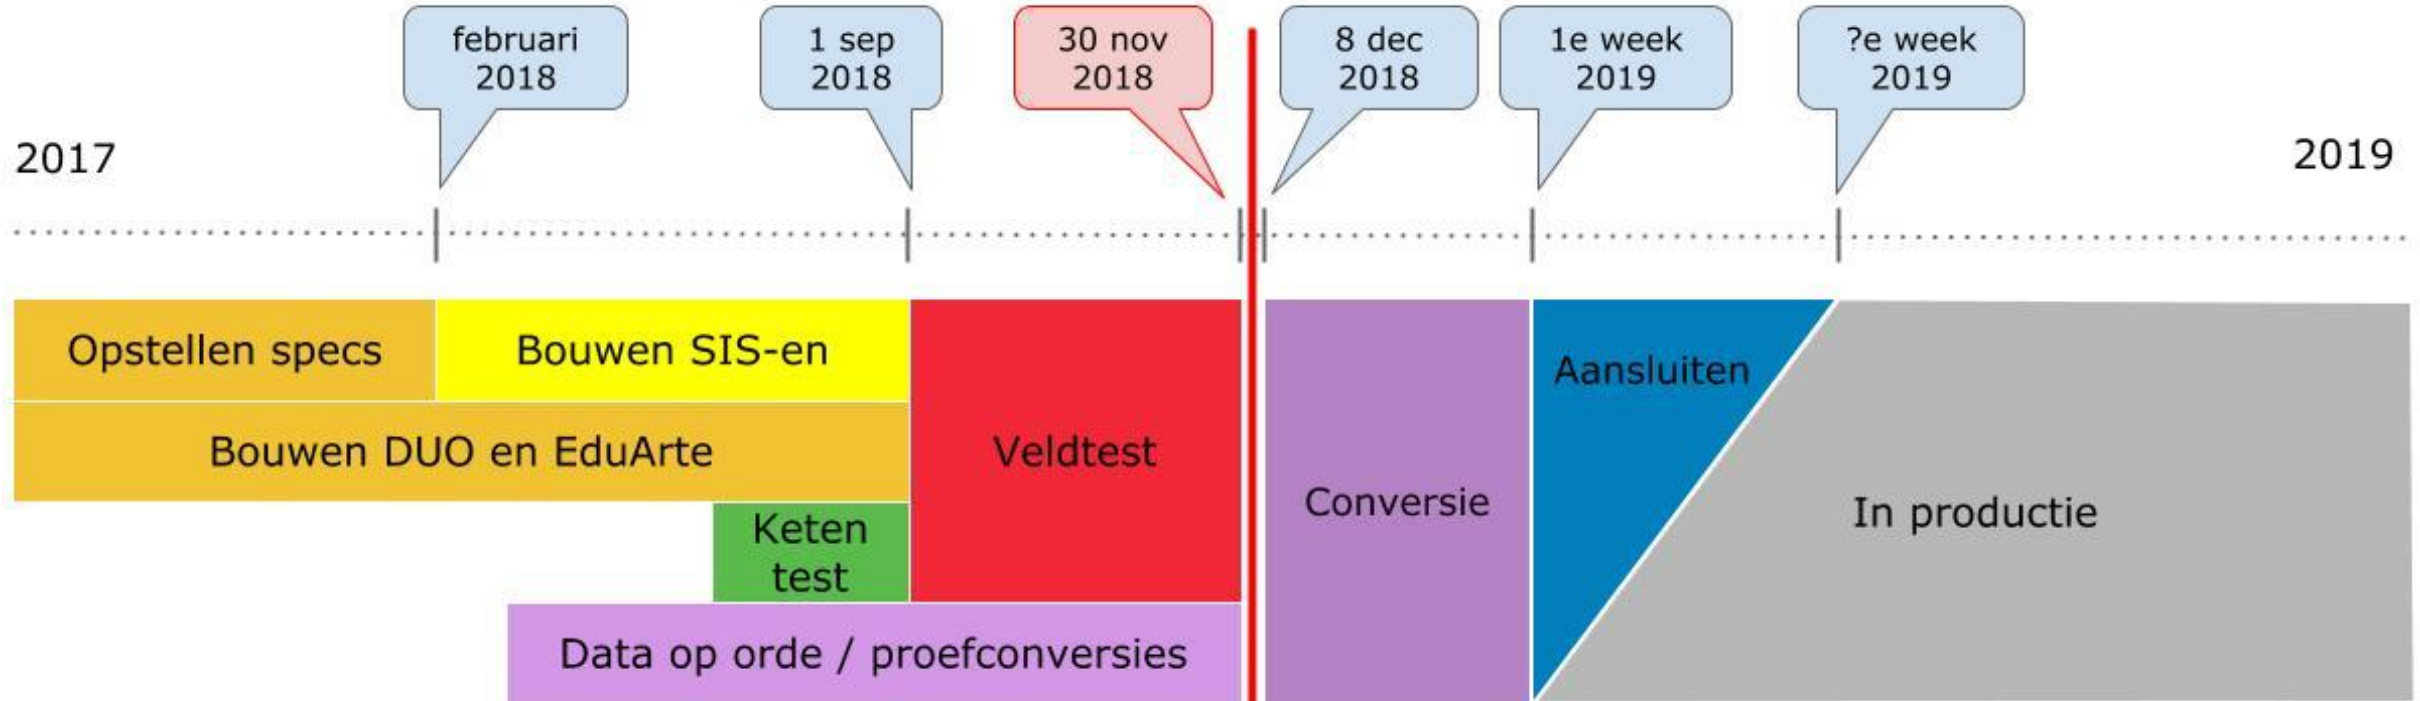 februari
2018
1 sep
2018
30 nov
2018
8 dec
2018
1e week
2019
?e week
2019
2017
2019
Opstellen specs
Bouwen SIS-en
Bouwen DUO en EduArte
Keten
test
Veldtest
Data op orde / proefconversies
Conversie
Aansluiten
In productie